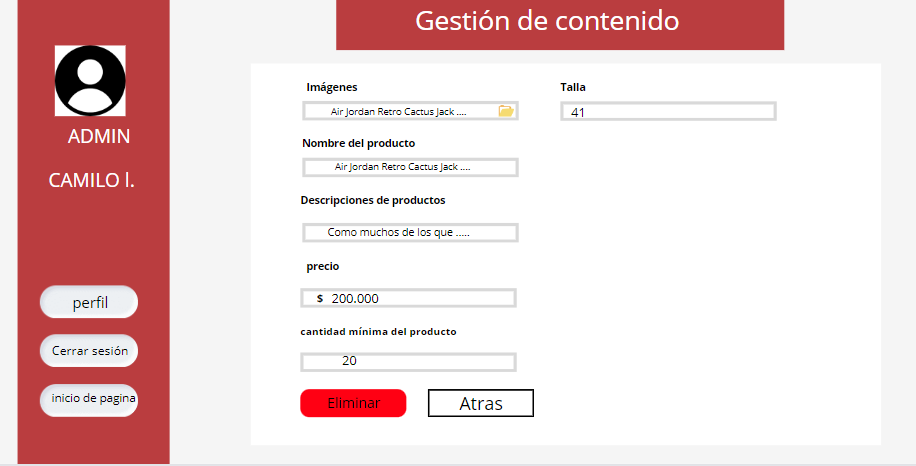 Gestión de contenido
ADMIN
CAMILO l.
perfil
Cerrar sesión
inicio de pagina
Imágenes
Air Jordan Retro Cactus Jack ....
Talla
41
Nombre del producto
Air Jordan Retro Cactus Jack ....
Descripciones de productos
Como muchos de los que .....
precio
$ 200.000
cantidad mínima del producto
20
Eliminar
Atras